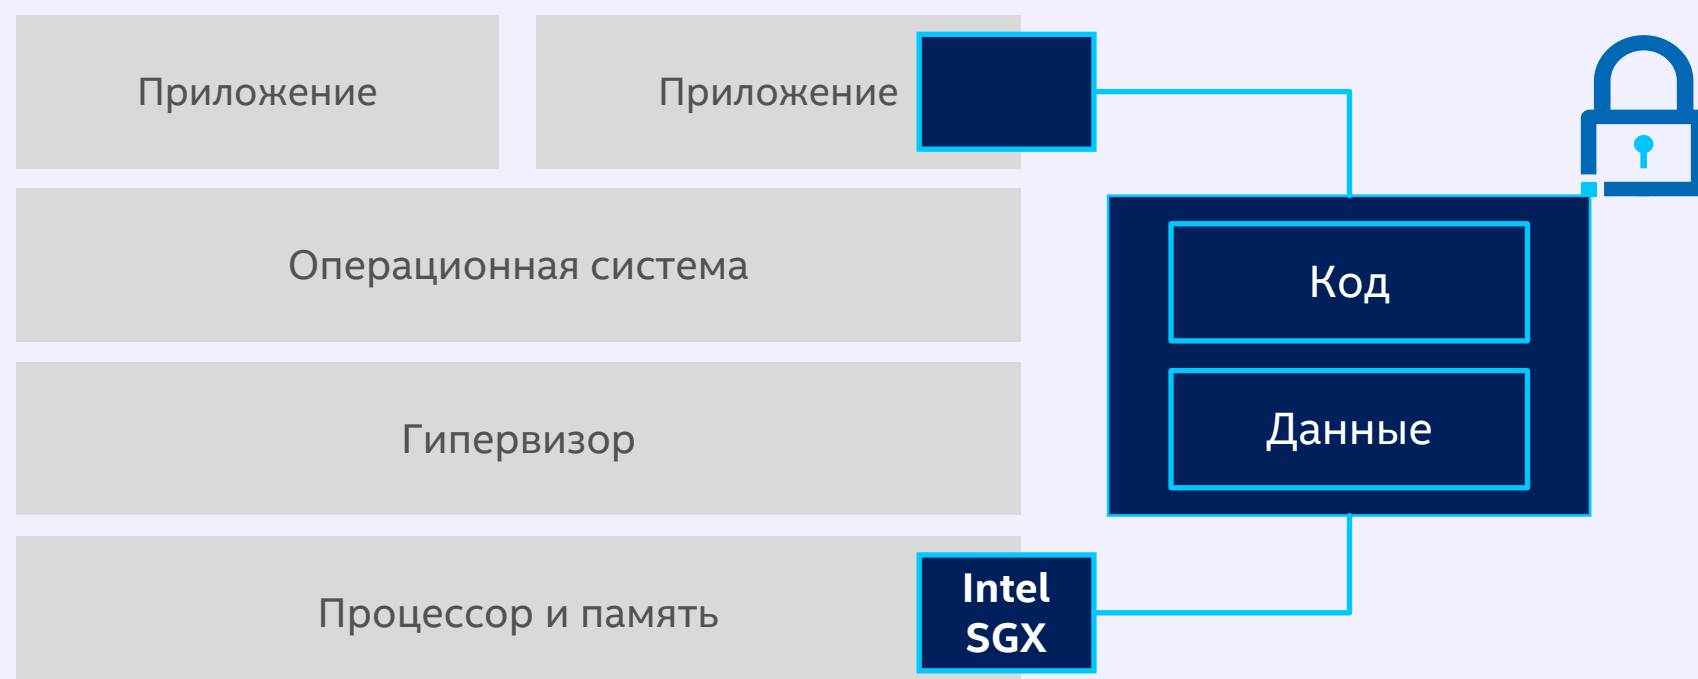 Приложение
Приложение
Операционная система
Гипервизор
Процессор и память
Intel
SGX
Код
Данные